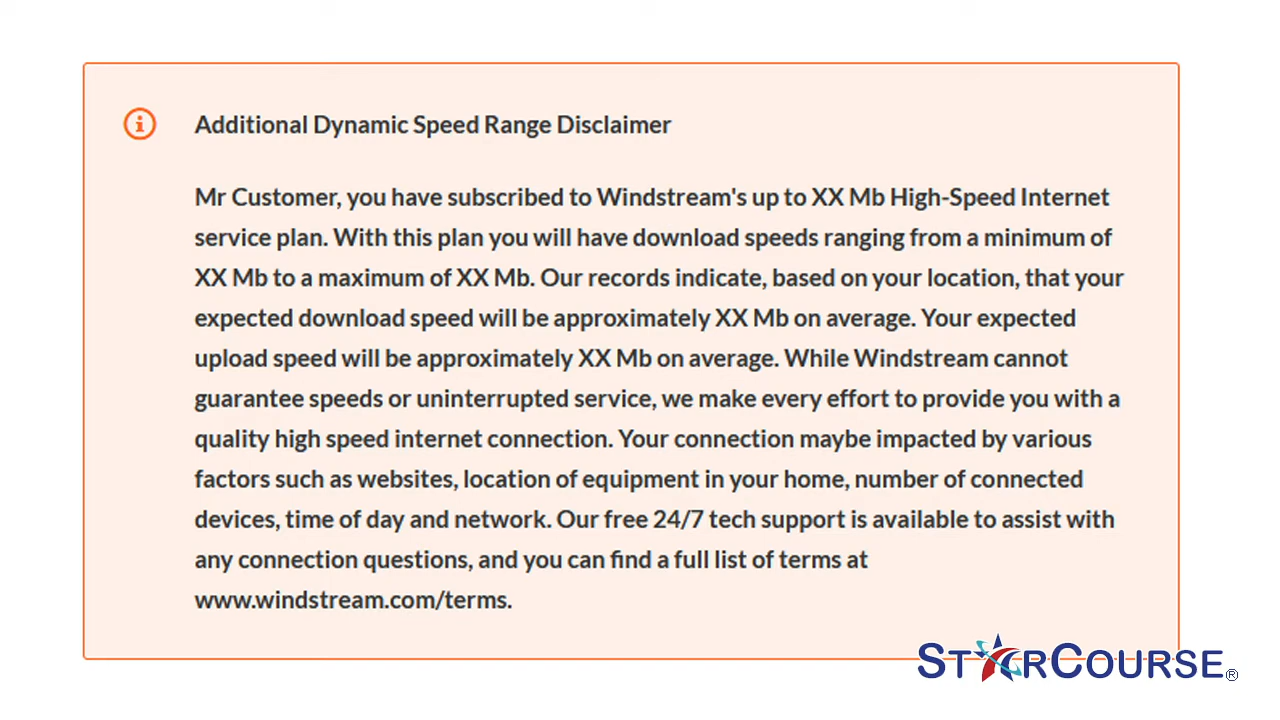 Additional Dynamic Speed Range Disclaimer
Mr Customer, you have subscribed to Windstream's up to XX Mb High-Speed Internet
service plan. With this plan you will have download speeds ranging from a minimum of
XX Mb to a maximum of XX Mb. Our records indicate, based on your location, that your
expected download speed will be approximately XX Mb on average. Your expected
upload speed will be approximately XX Mb on average. While Windstream cannot
guarantee speeds or uninterrupted service, we make every effort to provide you with a
quality high speed internet connection. Your connection maybe impacted by various
factors such as websites, location of equipment in your home, number of connected
devices, time of day and network. Our free 24/7 tech support is available to assist with
any connection questions, and you can find a full list of terms at
www.windstream.com/terms.
STARCOURSE®